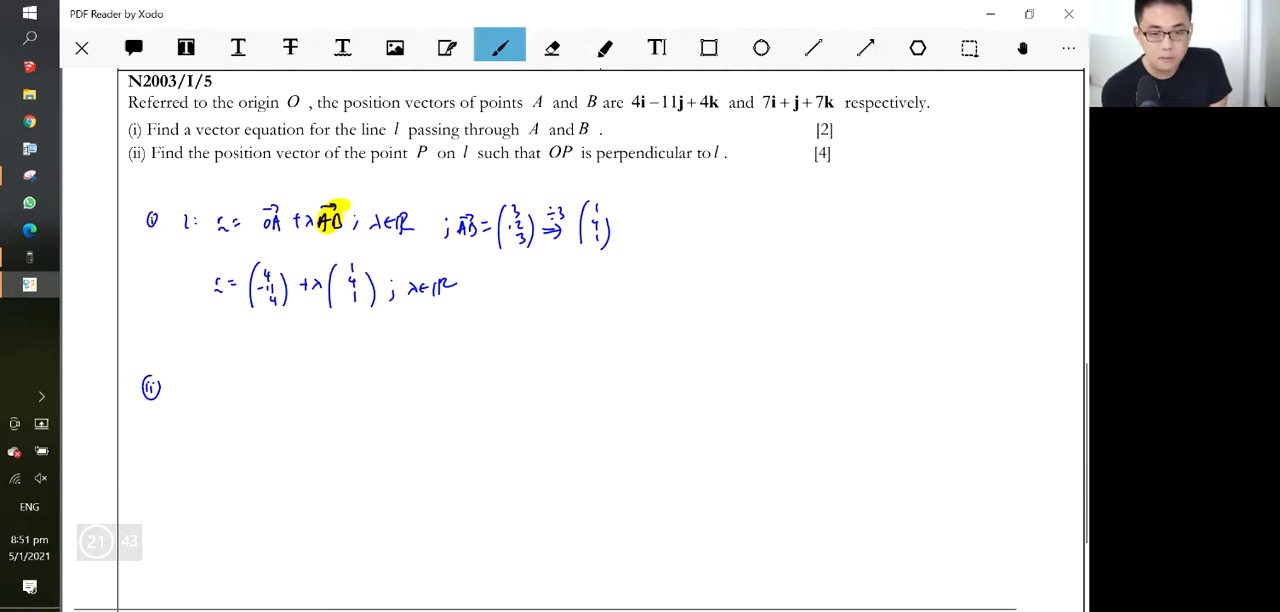 PDF Reader by Xodo
N2003/I/5
Referred to the origin O , the position vectors of points A and B are 4i −11j + 4k and 7i + j + 7k respectively.
(i) Find a vector equation for the line l passing through A and B . [2]
(ii) Find the position vector of the point P on l such that OP is perpendicular to l . [4]
(i) l: r = OA + λAB ; λ∈ℝ ; AB = (3 12 3) ÷3 ⇒ (1 4 1)
r = (4 -11 4) + λ(1 4 1) ; λ∈ℝ
(ii)
21 43
ENG
8:51 pm
5/1/2021